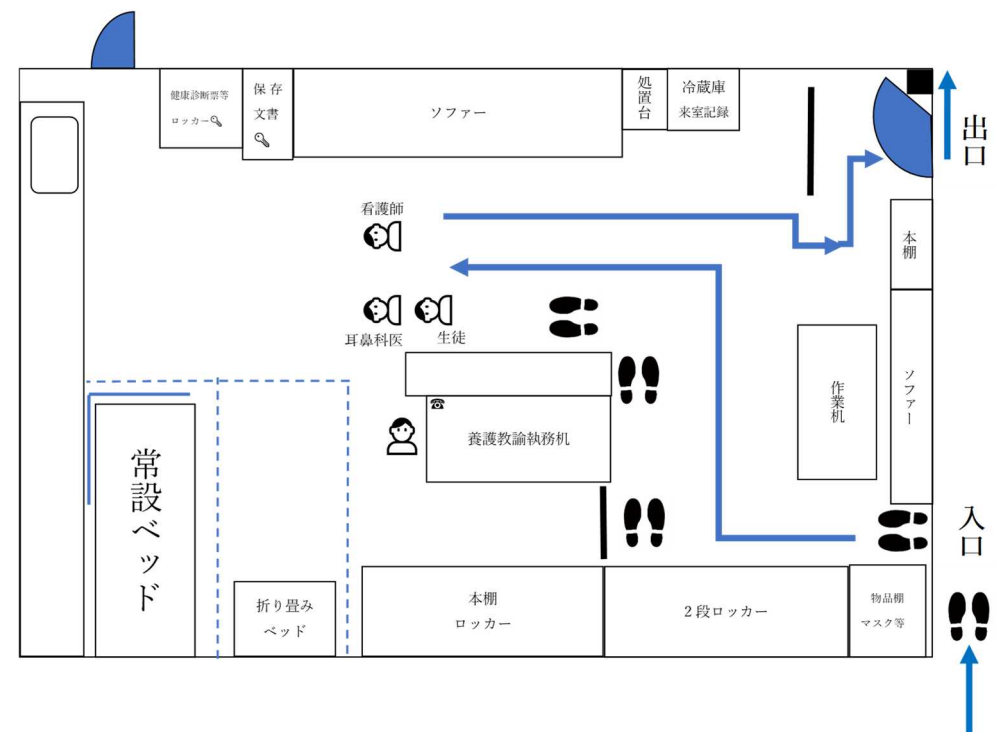 健康診断票等
ロッカー
保存
文書
ソファー
処置台
冷蔵庫
来室記録
出口
看護師
本棚
耳鼻科医
生徒
作業机
ソファー
養護教諭執務机
常設ベッド
入口
折り畳み
ベッド
本棚
ロッカー
2段ロッカー
物品棚
マスク等